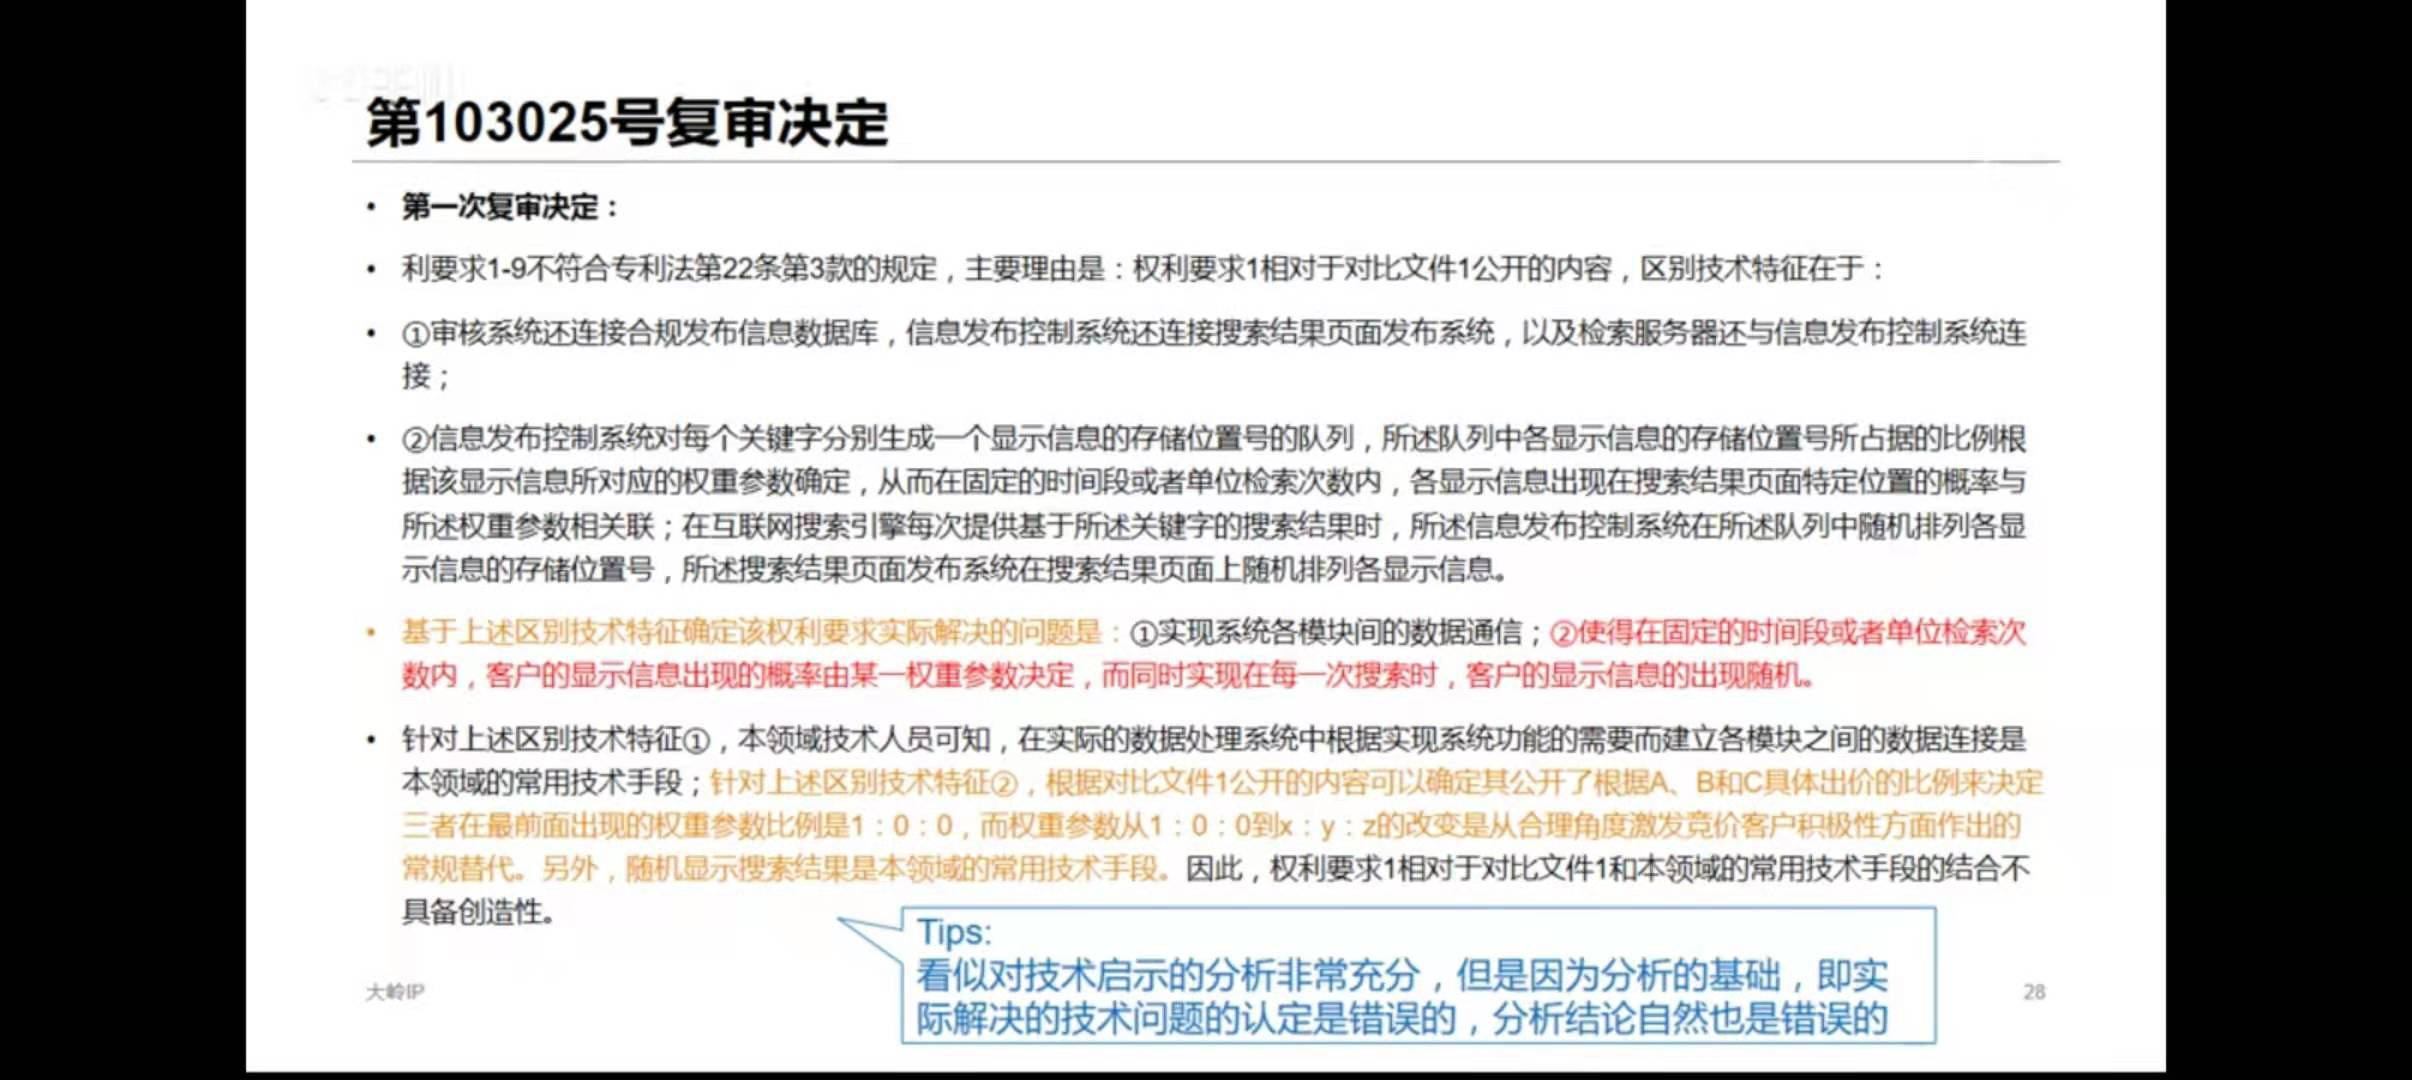 第103025号复审决定
• 第一次复审决定：
• 利要求1-9不符合专利法第22条第3款的规定，主要理由是：权利要求1相对于对比文件1公开的内容，区别技术特征在于：
• ①审核系统还连接合规发布信息数据库，信息发布控制系统还连接搜索结果页面发布系统，以及检索服务器还与信息发布控制系统连
接；
• ②信息发布控制系统对每个关键字分别生成一个显示信息的存储位置号的队列，所述队列中各显示信息的存储位置号所占据的比例根
据该显示信息所对应的权重参数确定，从而在固定的时间段或者单位检索次数内，各显示信息出现在搜索结果页面特定位置的概率与
所述权重参数相关联；在互联网搜索引擎每次提供基于所述关键字的搜索结果时，所述信息发布控制系统在所述队列中随机排列各显
示信息的存储位置号，所述搜索结果页面发布系统在搜索结果页面上随机排列各显示信息。
• 基于上述区别技术特征确定该权利要求实际解决的问题是：①实现系统各模块间的数据通信；②使得在固定的时间段或者单位检索次
数内，客户的显示信息出现的概率由某一权重参数决定，而同时实现在每一次搜索时，客户的显示信息的出现随机。
• 针对上述区别技术特征①，本领域技术人员可知，在实际的数据处理系统中根据实现系统功能的需要而建立各模块之间的数据连接是
本领域的常用技术手段；针对上述区别技术特征②，根据对比文件1公开的内容可以确定其公开了根据A、B和C具体出价的比例来决定
三者在最前面出现的权重参数比例是1：0：0，而权重参数从1：0：0到x：y：z的改变是从合理角度激发竞价客户积极性方面作出的
常规替代。另外，随机显示搜索结果是本领域的常用技术手段。因此，权利要求1相对于对比文件1和本领域的常用技术手段的结合不
具备创造性。
Tips:
看似对技术启示的分析非常充分，但是因为分析的基础，即实
际解决的技术问题的认定是错误的，分析结论自然也是错误的
大岭IP
28